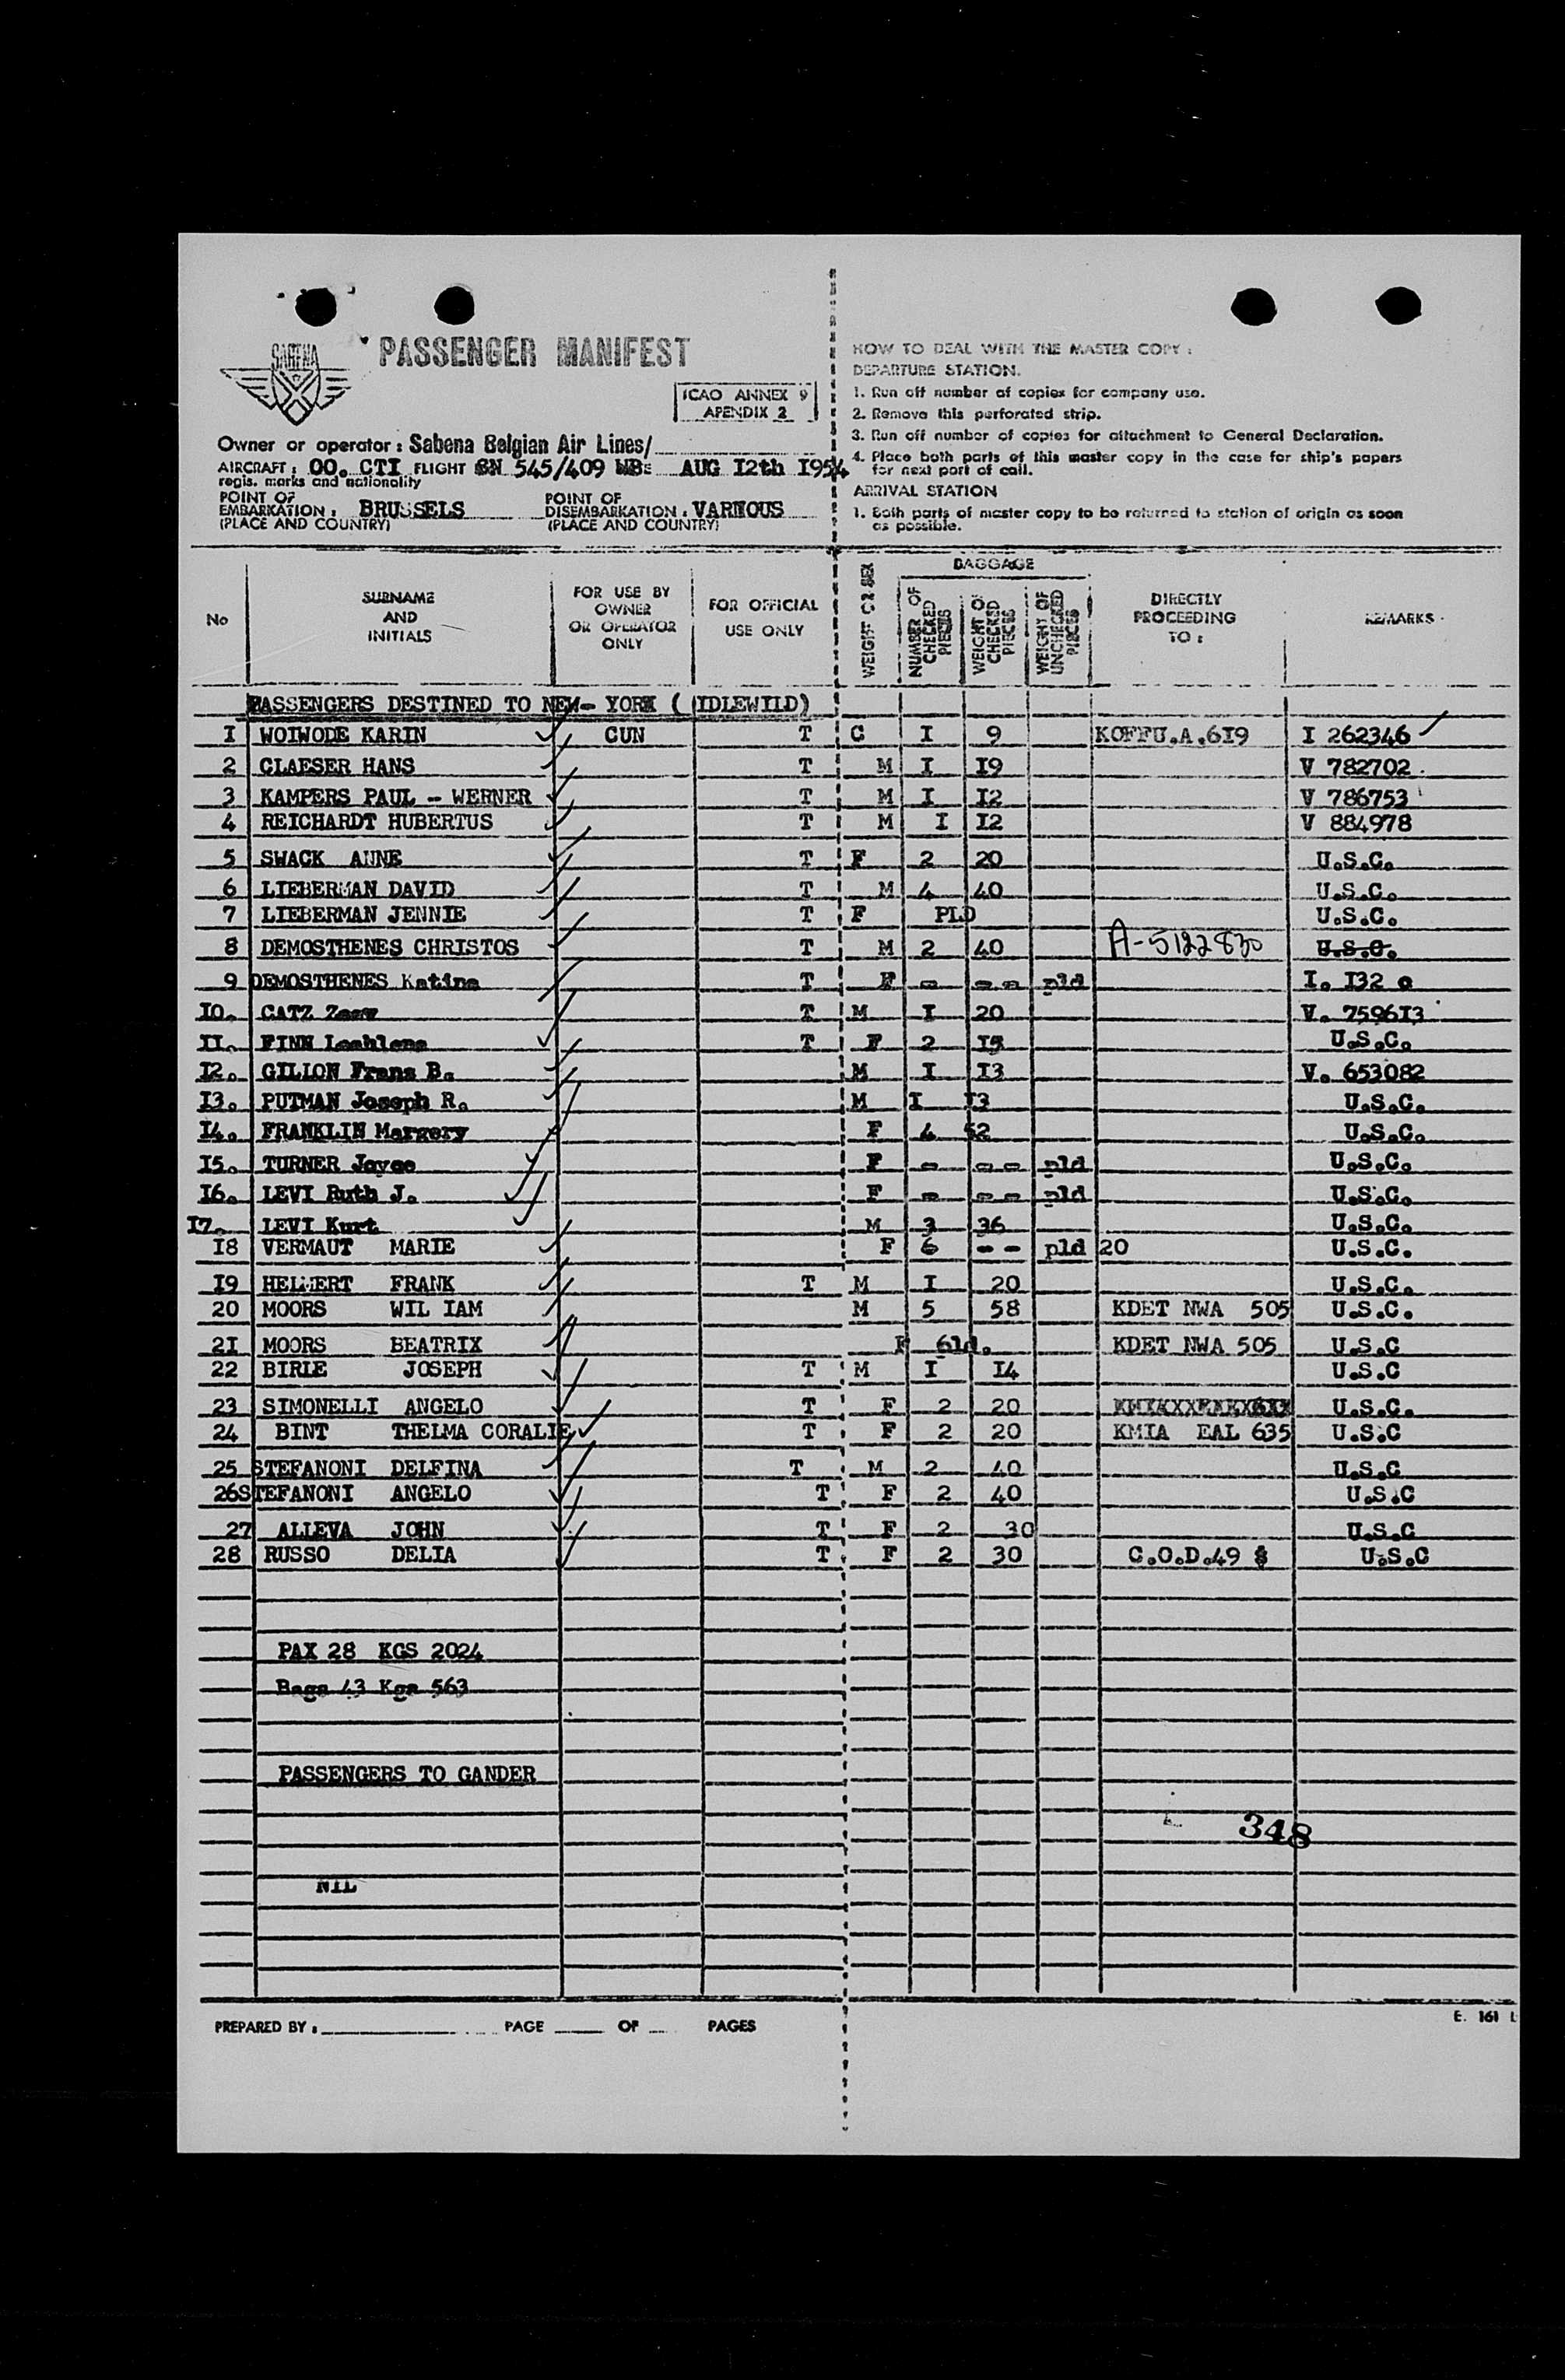 SABENA
PASSENGER MANIFEST
ICAO ANNEX 9
APENDIX 2
Owner or operator : Sabena Belgian Air Lines/
AIRCRAFT : OO. CTI FLIGHT SN 545/409 AUG I2th I954
regis. marks and nationality
POINT OF EMBARKATION : BRUSSELS
(PLACE AND COUNTRY)
POINT OF DISEMBARKATION : VARIOUS
(PLACE AND COUNTRY)
HOW TO DEAL WITH THE MASTER COPY :
DEPARTURE STATION.
1. Run off number of copies for company use.
2. Remove this perforated strip.
3. Run off number of copies for attachment to General Declaration.
4. Place both parts of this master copy in the case for ship's papers
for next port of call.
ARRIVAL STATION
1. Both parts of master copy to be returned to station of origin as soon
as possible.
No
SURNAME
AND
INITIALS
FOR USE BY
OWNER
OR OPERATOR
ONLY
FOR OFFICIAL
USE ONLY
WEIGHT OR SEX
BAGGAGE
NUMBER OF CHECKED PIECES
WEIGHT OF CHECKED PIECES
WEIGHT OF UNCHECKED PIECES
DIRECTLY
PROCEEDING
TO :
REMARKS
PASSENGERS DESTINED TO NEW- YORK ( IDLEWILD)
I WOIWODE KARIN CUN T C I 9 KOFFU.A.6I9 I 262346
2 CLAESER HANS T M I I9 V 782702
3 KAMPERS PAUL - WERNER T M I I2 V 786753
4 REICHARDT HUBERTUS T M I I2 V 884978
5 SWACK ANNE T F 2 20 U.S.C.
6 LIEBERMAN DAVID T M 4 40 U.S.C.
7 LIEBERMAN JENNIE T F PLD U.S.C.
8 DEMOSTHENES CHRISTOS T M 2 40 A-5122830 U.S.C.
9 DEMOSTHENES Katina T F - - - pld I. I32 o
I0. CATZ T M I 20 V. 7596I3
II. FINN T F 2 I5 U.S.C.
I2. GILLON Frans B. M I I3 V. 653082
I3. PUTMAN Joseph R. M I I3 U.S.C.
I4. FRANKLIN Margery F 4 52 U.S.C.
I5. TURNER Joyce F - - - pld U.S.C.
I6. LEVI Ruth J. F - - - pld U.S.C.
I7. LEVI Kurt M 3 36 U.S.C.
I8 VERMAUT MARIE F 6 - - pld 20 U.S.C.
I9 HELMERT FRANK T M I 20 U.S.C.
20 MOORS WIL IAM M 5 58 KDET NWA 505 U.S.C.
2I MOORS BEATRIX F 6ld. KDET NWA 505 U.S.C
22 BIRLE JOSEPH T M I I4 U.S.C
23 SIMONELLI ANGELO T F 2 20 U.S.C.
24 BINT THELMA CORALIE T F 2 20 KMIA EAL 635 U.S.C
25 STEFANONI DELFINA T M 2 40 U.S.C
26STEFANONI ANGELO T F 2 40 U.S.C
27 ALLEVA JOHN T F 2 30 U.S.C
28 RUSSO DELIA T F 2 30 C.O.D.49 $ U.S.C
PAX 28 KGS 2024
Bags 43 Kgs 563
PASSENGERS TO GANDER
348
NIL
PREPARED BY : PAGE OF PAGES
E. 161 L